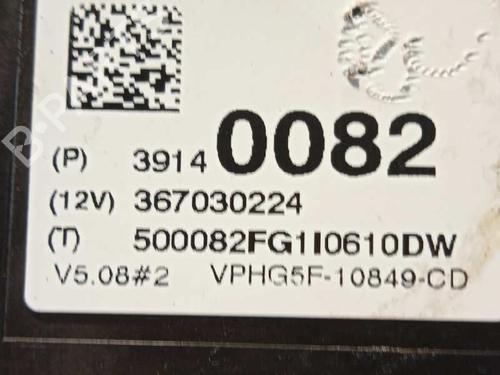 (P) 3914 0082
(12V) 367030224
(T) 500082FG1I0610DW
V5.08#2 VPHG5F-10849-CD